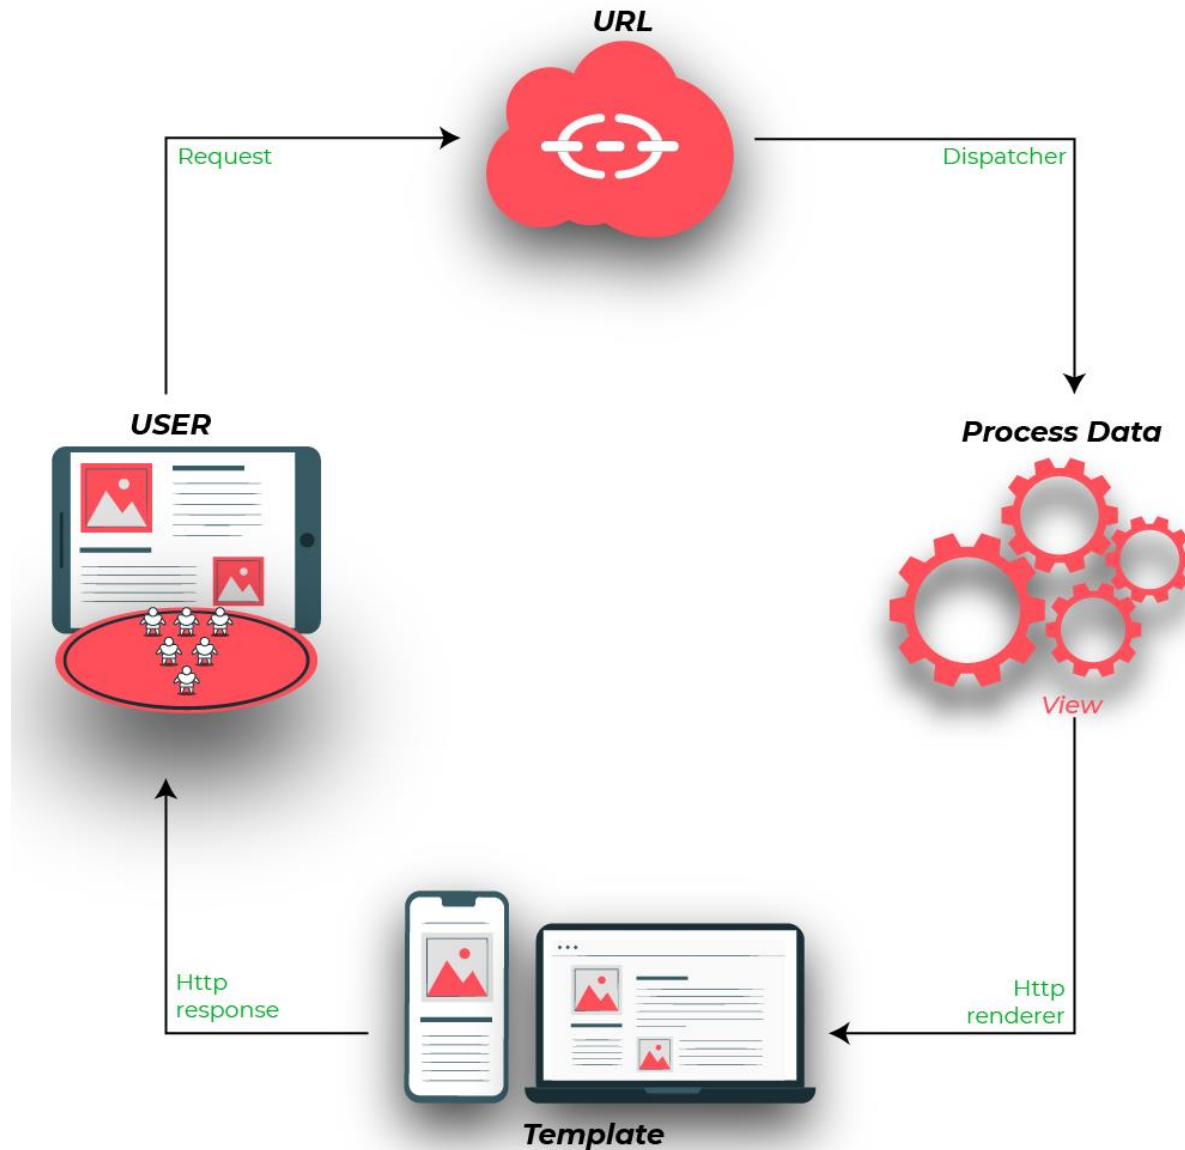 URL
Request
Dispatcher
USER
Process Data
View
Http
response
Http
renderer
Template